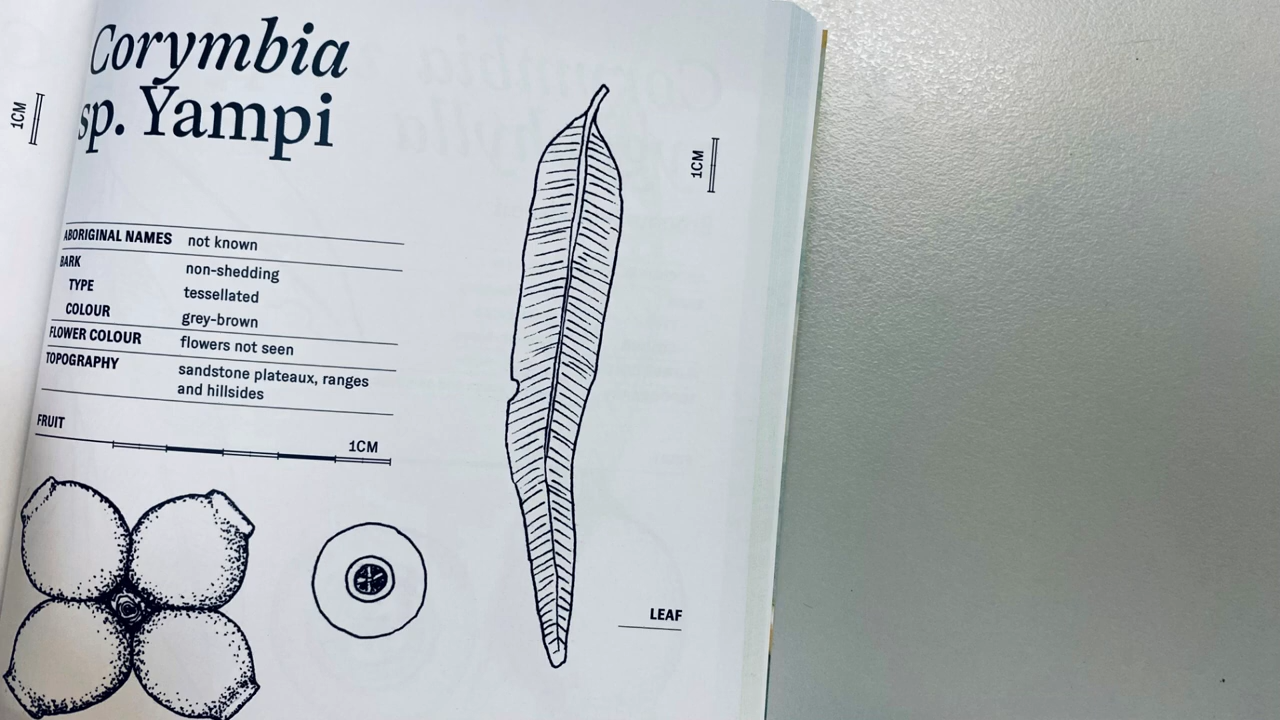 Corymbia
sp. Yampi
1CM
1CM
ABORIGINAL NAMES not known
BARK non-shedding
TYPE tessellated
COLOUR grey-brown
FLOWER COLOUR flowers not seen
TOPOGRAPHY sandstone plateaux, ranges
and hillsides
FRUIT
1CM
LEAF